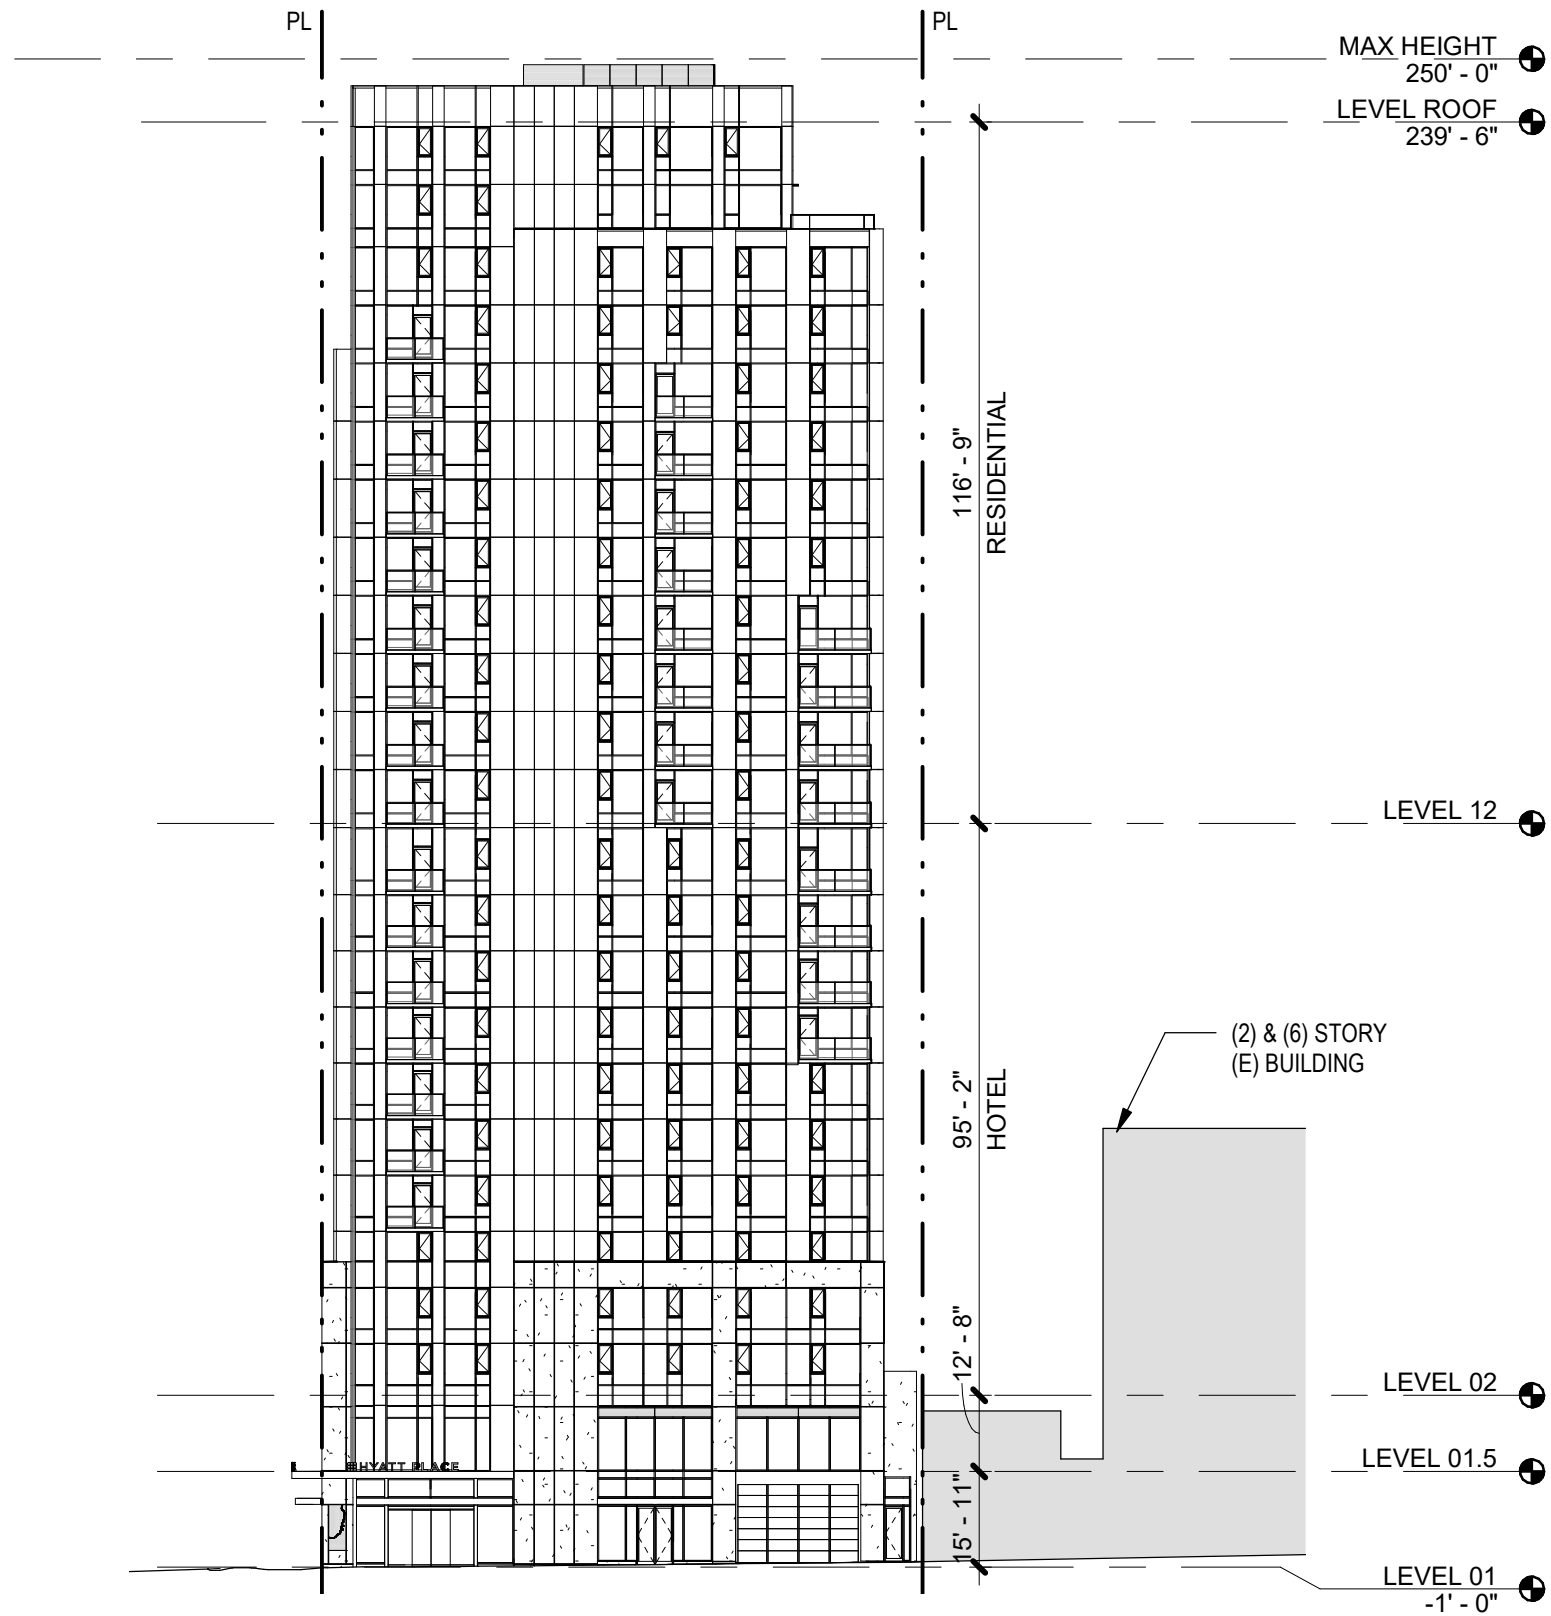 PL
PL
MAX HEIGHT
250' - 0"
LEVEL ROOF
239' - 6"
116' - 9"
RESIDENTIAL
LEVEL 12
(2) & (6) STORY
(E) BUILDING
95' - 2"
HOTEL
12' - 8"
LEVEL 02
HYATT PLACE
LEVEL 01.5
15' - 11"
LEVEL 01
-1' - 0"